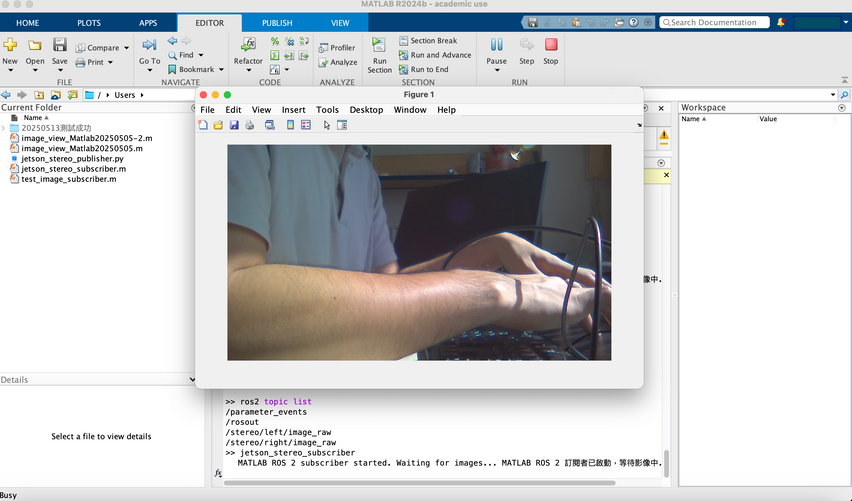 MATLAB R2024b - academic use
HOME PLOTS APPS EDITOR PUBLISH VIEW
Search Documentation
New Open Save Compare Print
Go To Find Bookmark
Refactor
Profiler Analyze
Run Section
Section Break
Run and Advance
Run to End
Pause Step Stop
FILE NAVIGATE CODE ANALYZE SECTION RUN
/ Users
Current Folder
Name
20250513測試成功
image_view_Matlab20250505-2.m
image_view_Matlab20250505.m
jetson_stereo_publisher.py
jetson_stereo_subscriber.m
test_image_subscriber.m
Details
Select a file to view details
Figure 1
File Edit View Insert Tools Desktop Window Help
Workspace
Name Value
像中.
>> ros2 topic list
/parameter_events
/rosout
/stereo/left/image_raw
/stereo/right/image_raw
>> jetson_stereo_subscriber
MATLAB ROS 2 subscriber started. Waiting for images... MATLAB ROS 2 訂閱者已啟動，等待影像中.
fx
Busy